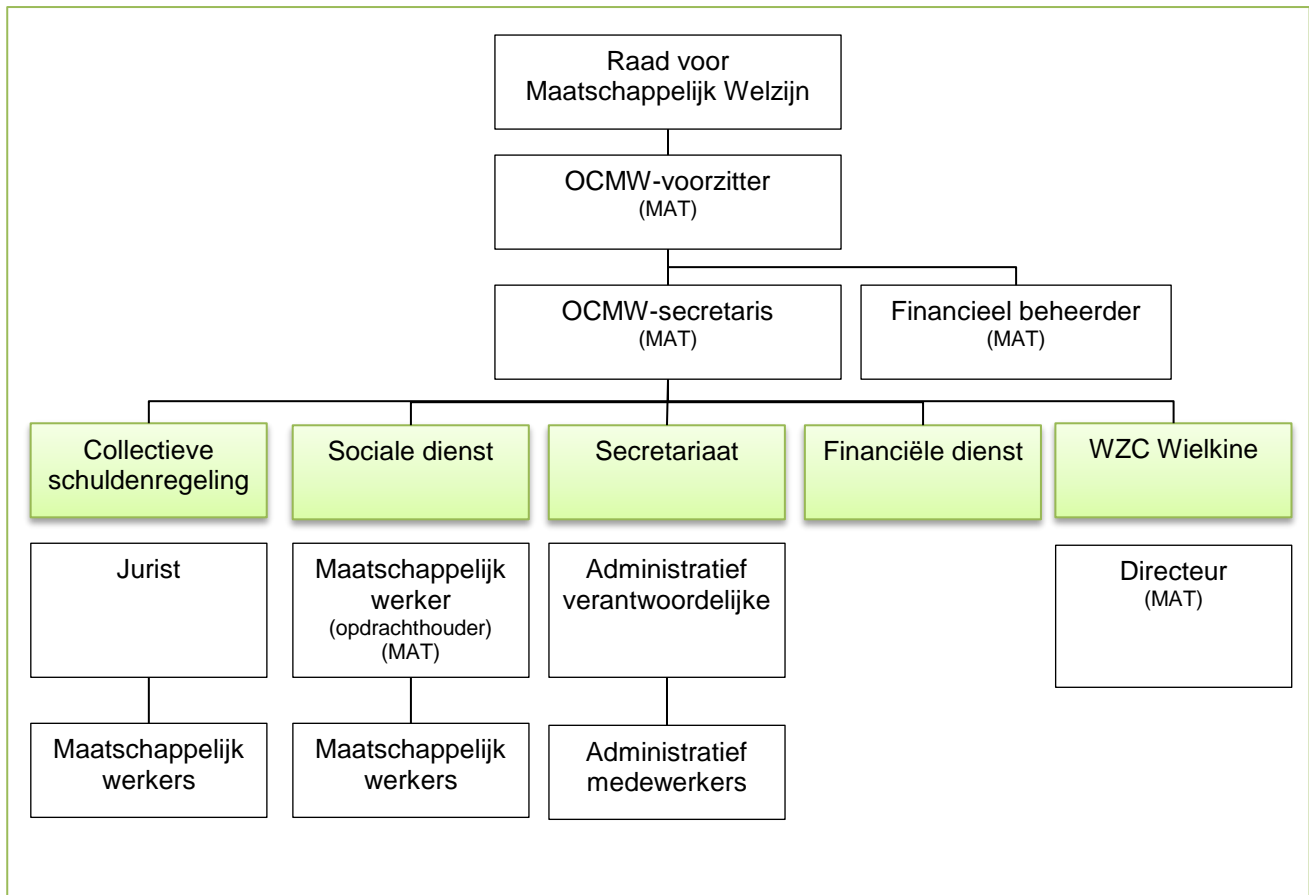 Raad voor
Maatschappelijk Welzijn
OCMW-voorzitter
(MAT)
OCMW-secretaris
(MAT)
Financieel beheerder
(MAT)
Collectieve
schuldenregeling
Sociale dienst
Secretariaat
Financiële dienst
WZC Wielkine
Jurist
Maatschappelijk
werker
(opdrachthouder)
(MAT)
Administratief
verantwoordelijke
Directeur
(MAT)
Maatschappelijk
werkers
Maatschappelijk
werkers
Administratief
medewerkers